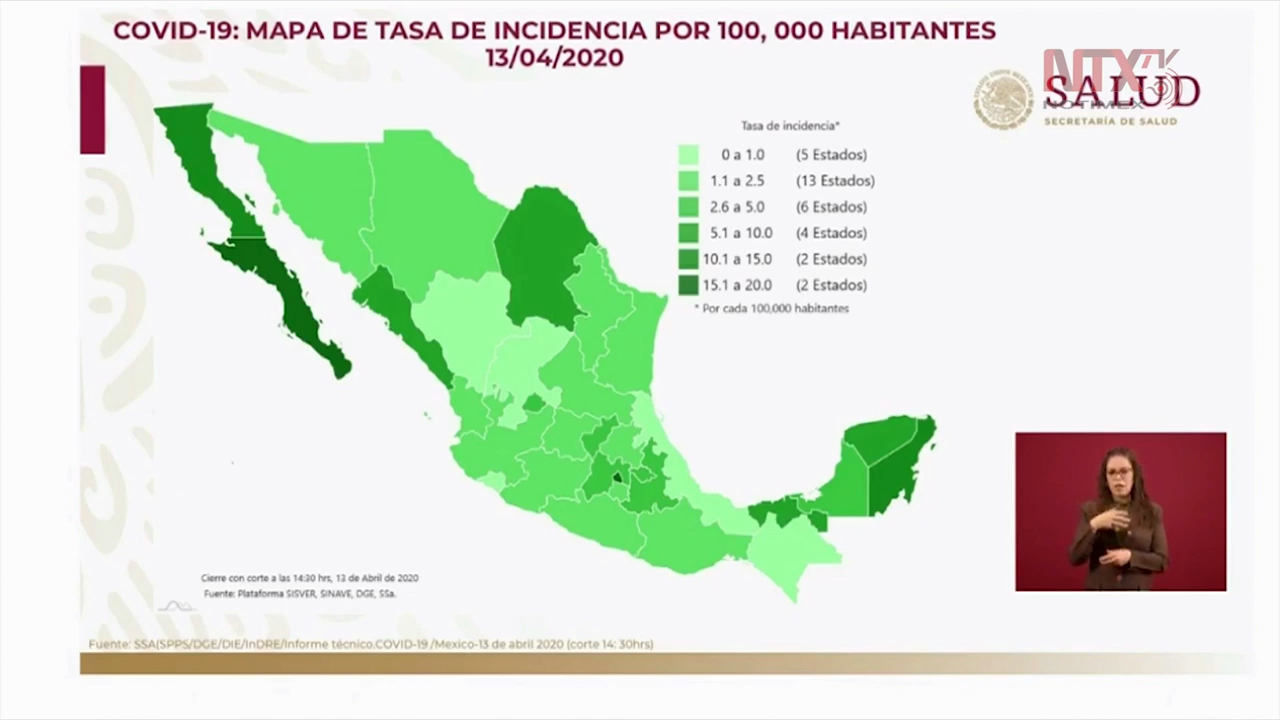 COVID-19: MAPA DE TASA DE INCIDENCIA POR 100, 000 HABITANTES
13/04/2020
NTX
NOTIMEX
SALUD
SECRETARÍA DE SALUD
Tasa de incidencia*
0 a 1.0 (5 Estados)
1.1 a 2.5 (13 Estados)
2.6 a 5.0 (6 Estados)
5.1 a 10.0 (4 Estados)
10.1 a 15.0 (2 Estados)
15.1 a 20.0 (2 Estados)
* Por cada 100,000 habitantes
Cierre con corte a las 14:30 hrs, 13 de Abril de 2020
Fuente: Plataforma SISVER, SINAVE, DGE, SSa.
Fuente: SSA(SPPS/DGE/DIE/InDRE/Informe técnico.COVID-19 /Mexico-13 de abril 2020 (corte 14: 30hrs)